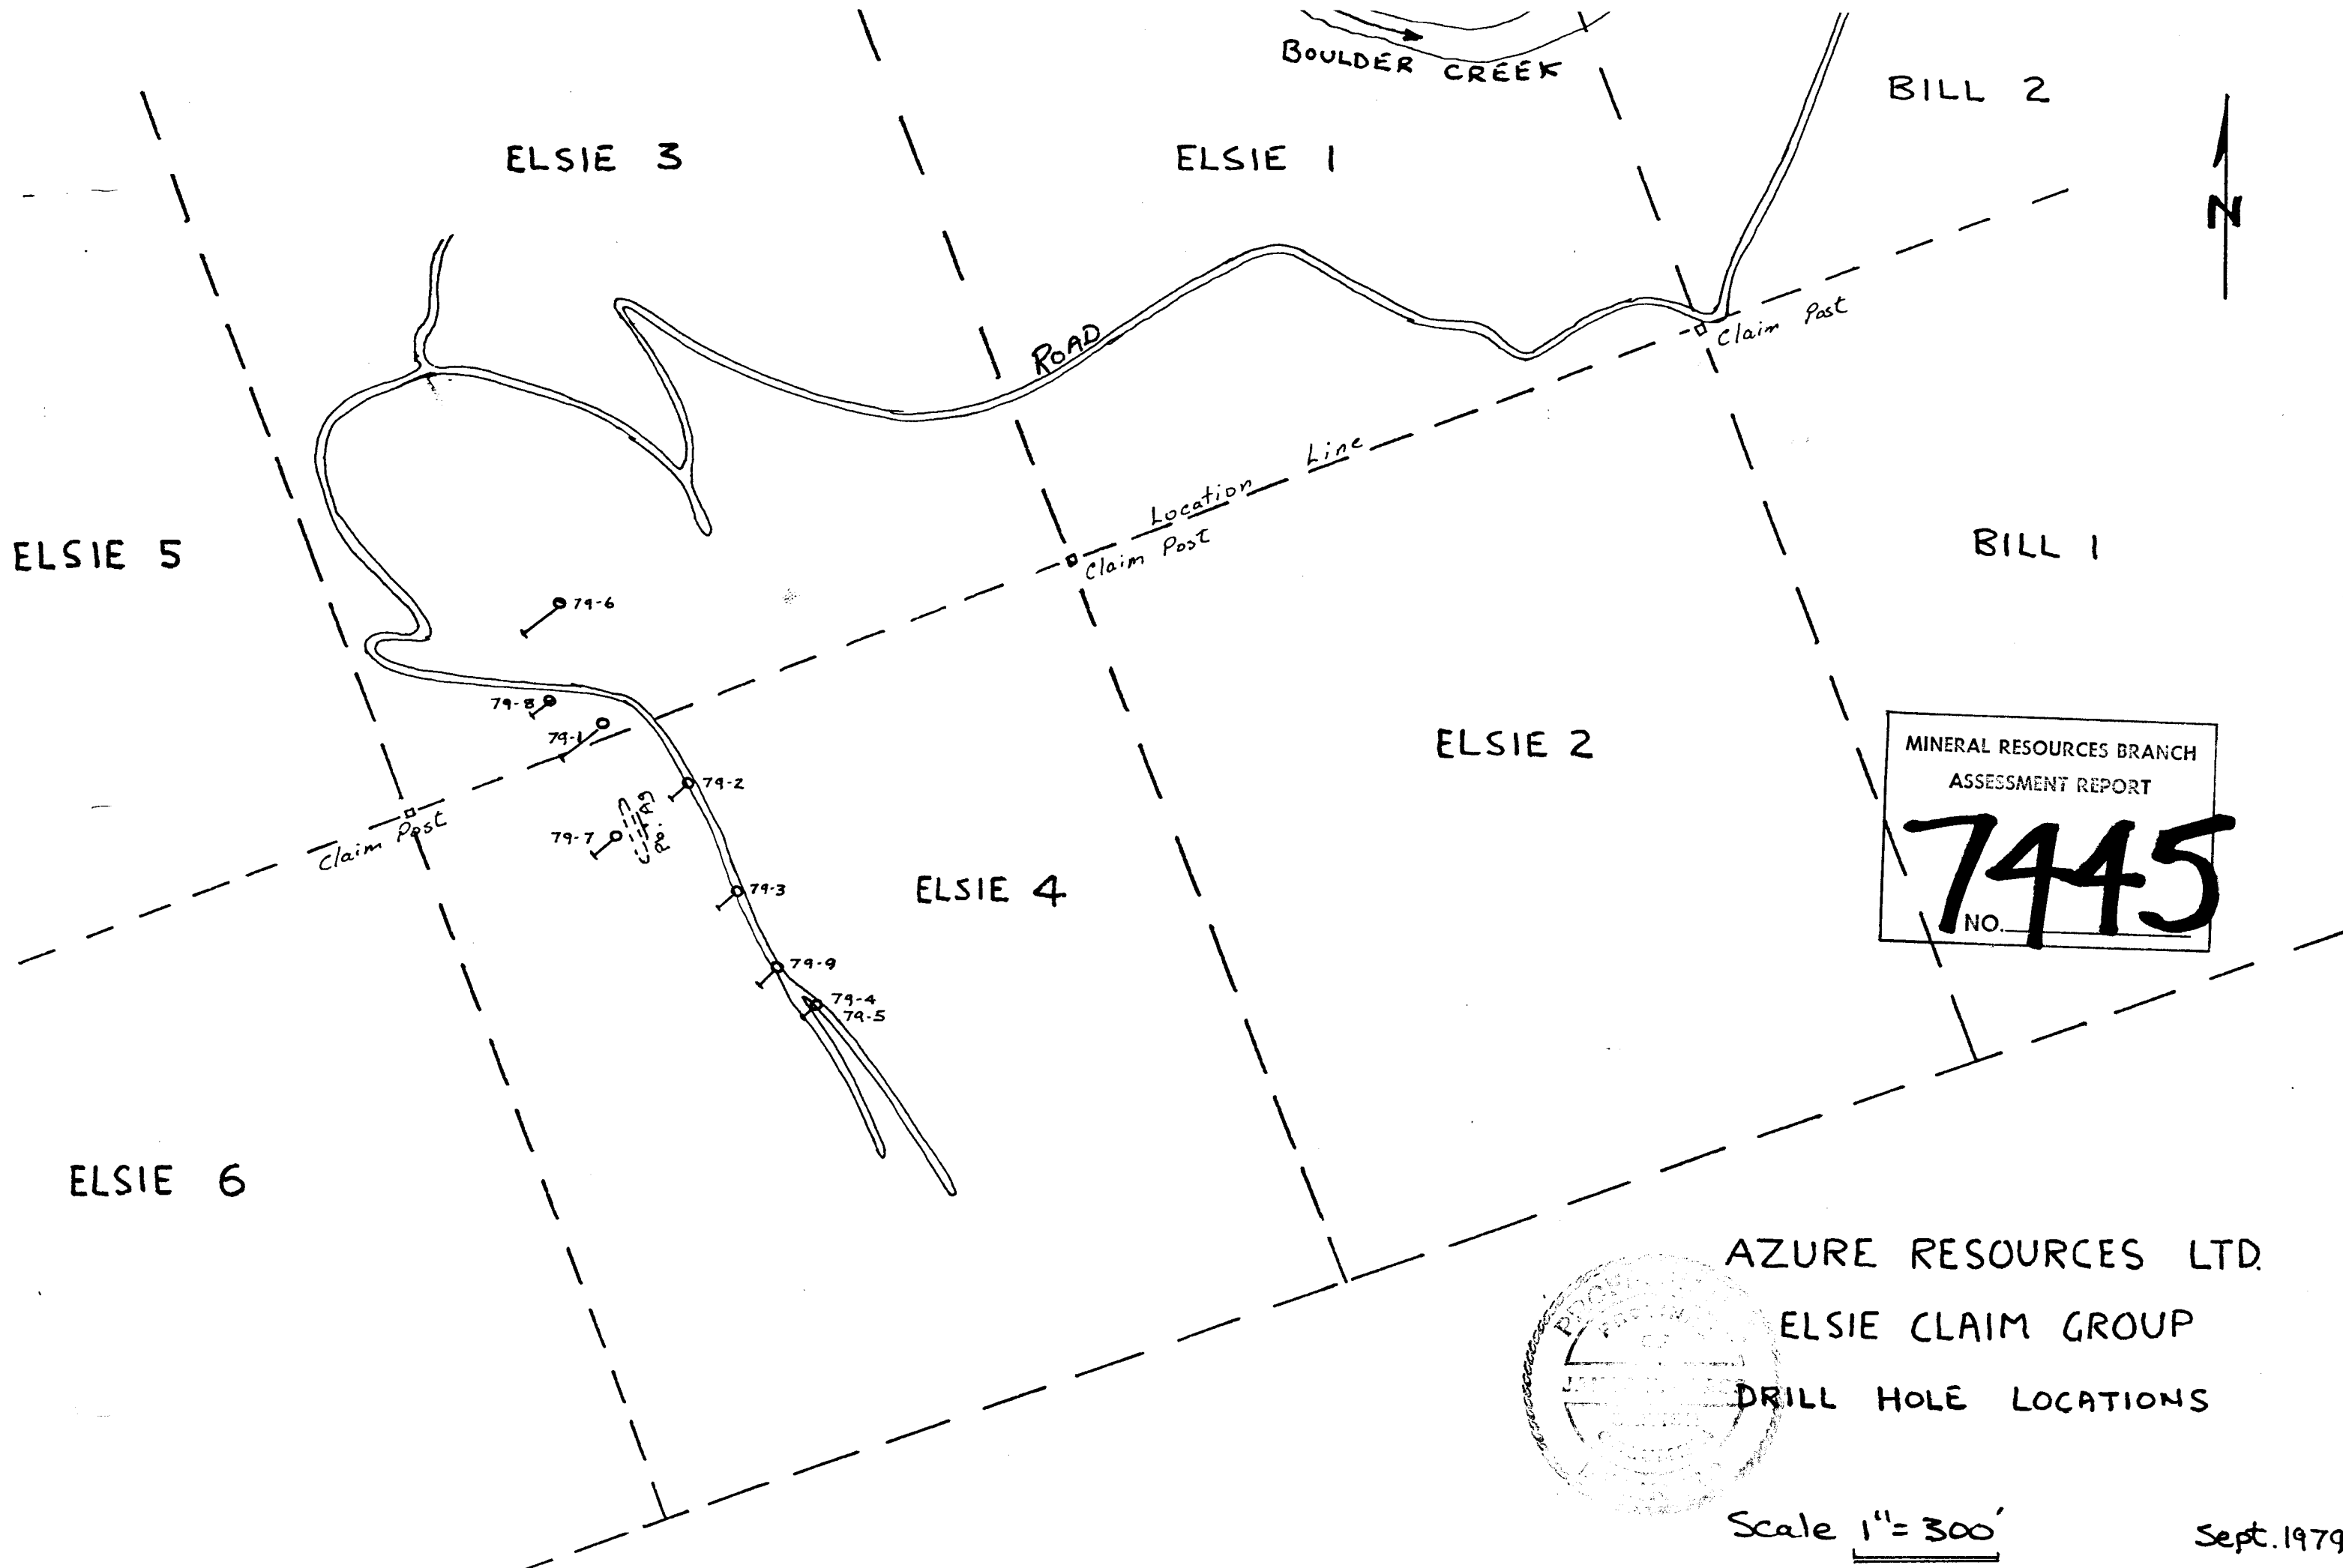 BOULDER CREEK
BILL 2
ELSIE 3
ELSIE 1
N
ROAD
Claim Post
Location Line
Claim Post
ELSIE 5
BILL 1
79-6
79-8
79-1
79-2
79-7
Pb. Ag
ELSIE 2
MINERAL RESOURCES BRANCH
ASSESSMENT REPORT
7445
NO.
Claim Post
79-3
ELSIE 4
79-9
79-4
79-5
ELSIE 6
AZURE RESOURCES LTD.
ELSIE CLAIM GROUP
DRILL HOLE LOCATIONS
Scale 1"= 300'
Sept. 1979